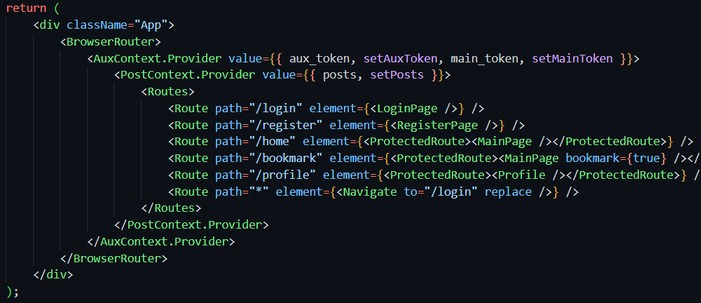 return (
<div className="App">
<BrowserRouter>
<AuxContext.Provider value={{ aux_token, setAuxToken, main_token, setMainToken }}>
<PostContext.Provider value={{ posts, setPosts }}>
<Routes>
<Route path="/login" element={<LoginPage />} />
<Route path="/register" element={<RegisterPage />} />
<Route path="/home" element={<ProtectedRoute><MainPage /></ProtectedRoute>} />
<Route path="/bookmark" element={<ProtectedRoute><MainPage bookmark={true} /></
<Route path="/profile" element={<ProtectedRoute><Profile /></ProtectedRoute>} /
<Route path="*" element={<Navigate to="/login" replace />} />
</Routes>
</PostContext.Provider>
</AuxContext.Provider>
</BrowserRouter>
</div>
);